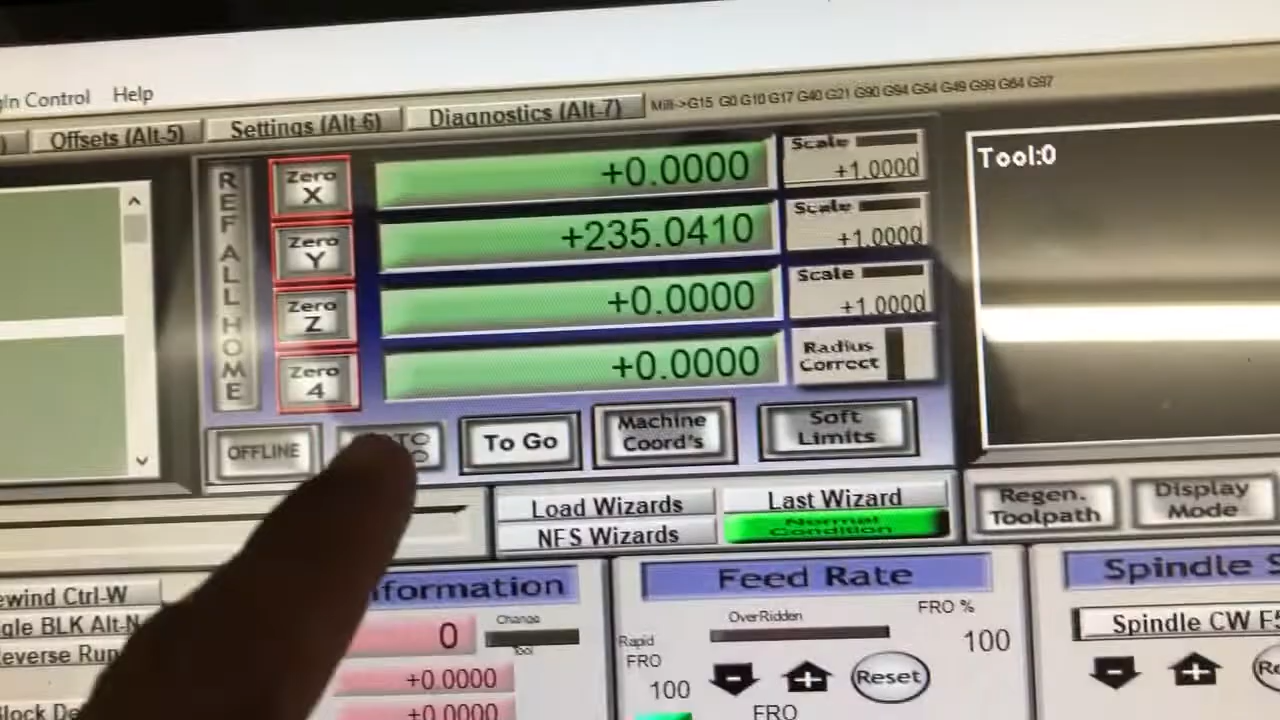 In Control Help
Offsets (Alt-5) Settings (Alt-6) Diagnostics (Alt-7) Mill->G15 G0 G10 G17 G40 G21 G90 G94 G54 G49 G99 G64 G97
REF ALL HOME
Zero X +0.0000 Scale +1.0000
Zero Y +235.0410 Scale +1.0000
Zero Z +0.0000 Scale +1.0000
Zero 4 +0.0000 Radius Correct
Tool:0
OFFLINE To Go Machine Coord's Soft Limits
Load Wizards Last Wizard
NFS Wizards Normal Condition
Regen. Toolpath Display Mode
ewind Ctrl-W
gle BLK Alt-N
everse Run
Block De
formation
0 Change Tool
+0.0000
+0.0000
Feed Rate
OverRidden FRO %
Rapid FRO 100
100
Reset
FRO
Spindle S
Spindle CW F5